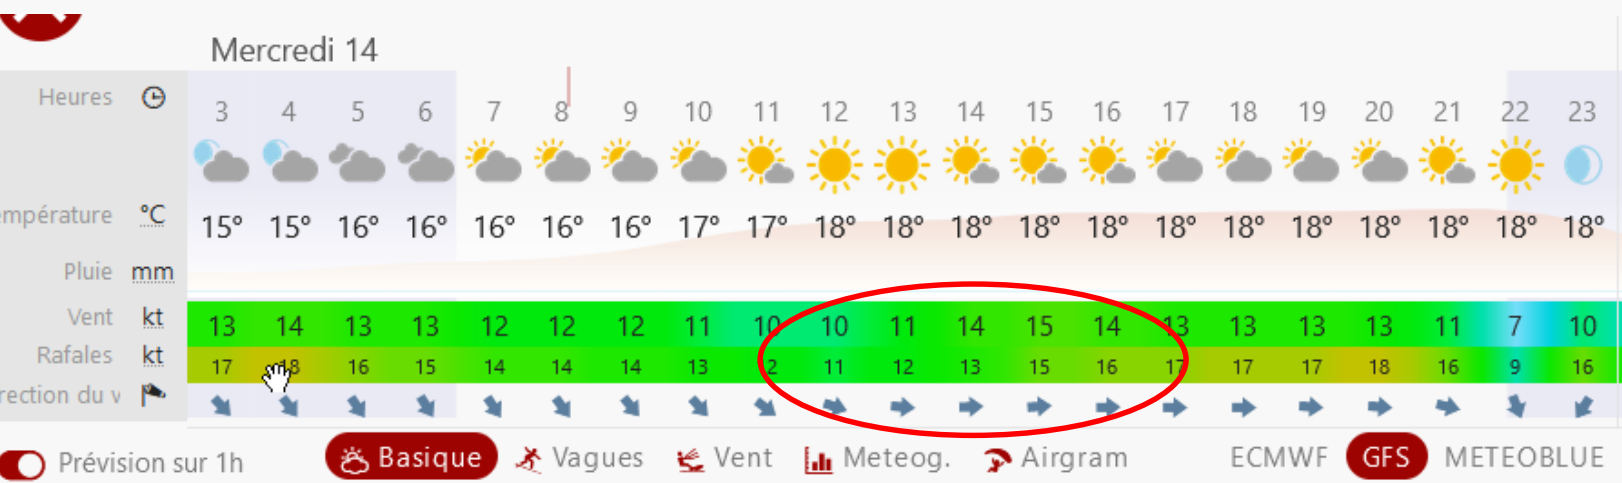 Mercredi 14
Heures 3 4 5 6 7 8 9 10 11 12 13 14 15 16 17 18 19 20 21 22 23
empérature °C 15° 15° 16° 16° 16° 16° 16° 17° 17° 18° 18° 18° 18° 18° 18° 18° 18° 18° 18° 18° 18°
Pluie mm
Vent kt 13 14 13 13 12 12 12 11 10 10 11 14 15 14 13 13 13 13 11 7 10
Rafales kt 17 18 16 15 14 14 14 13 2 11 12 13 15 16 17 17 17 18 16 9 16
rection du v
Prévision sur 1h Basique Vagues Vent Meteog. Airgram ECMWF GFS METEOBLUE